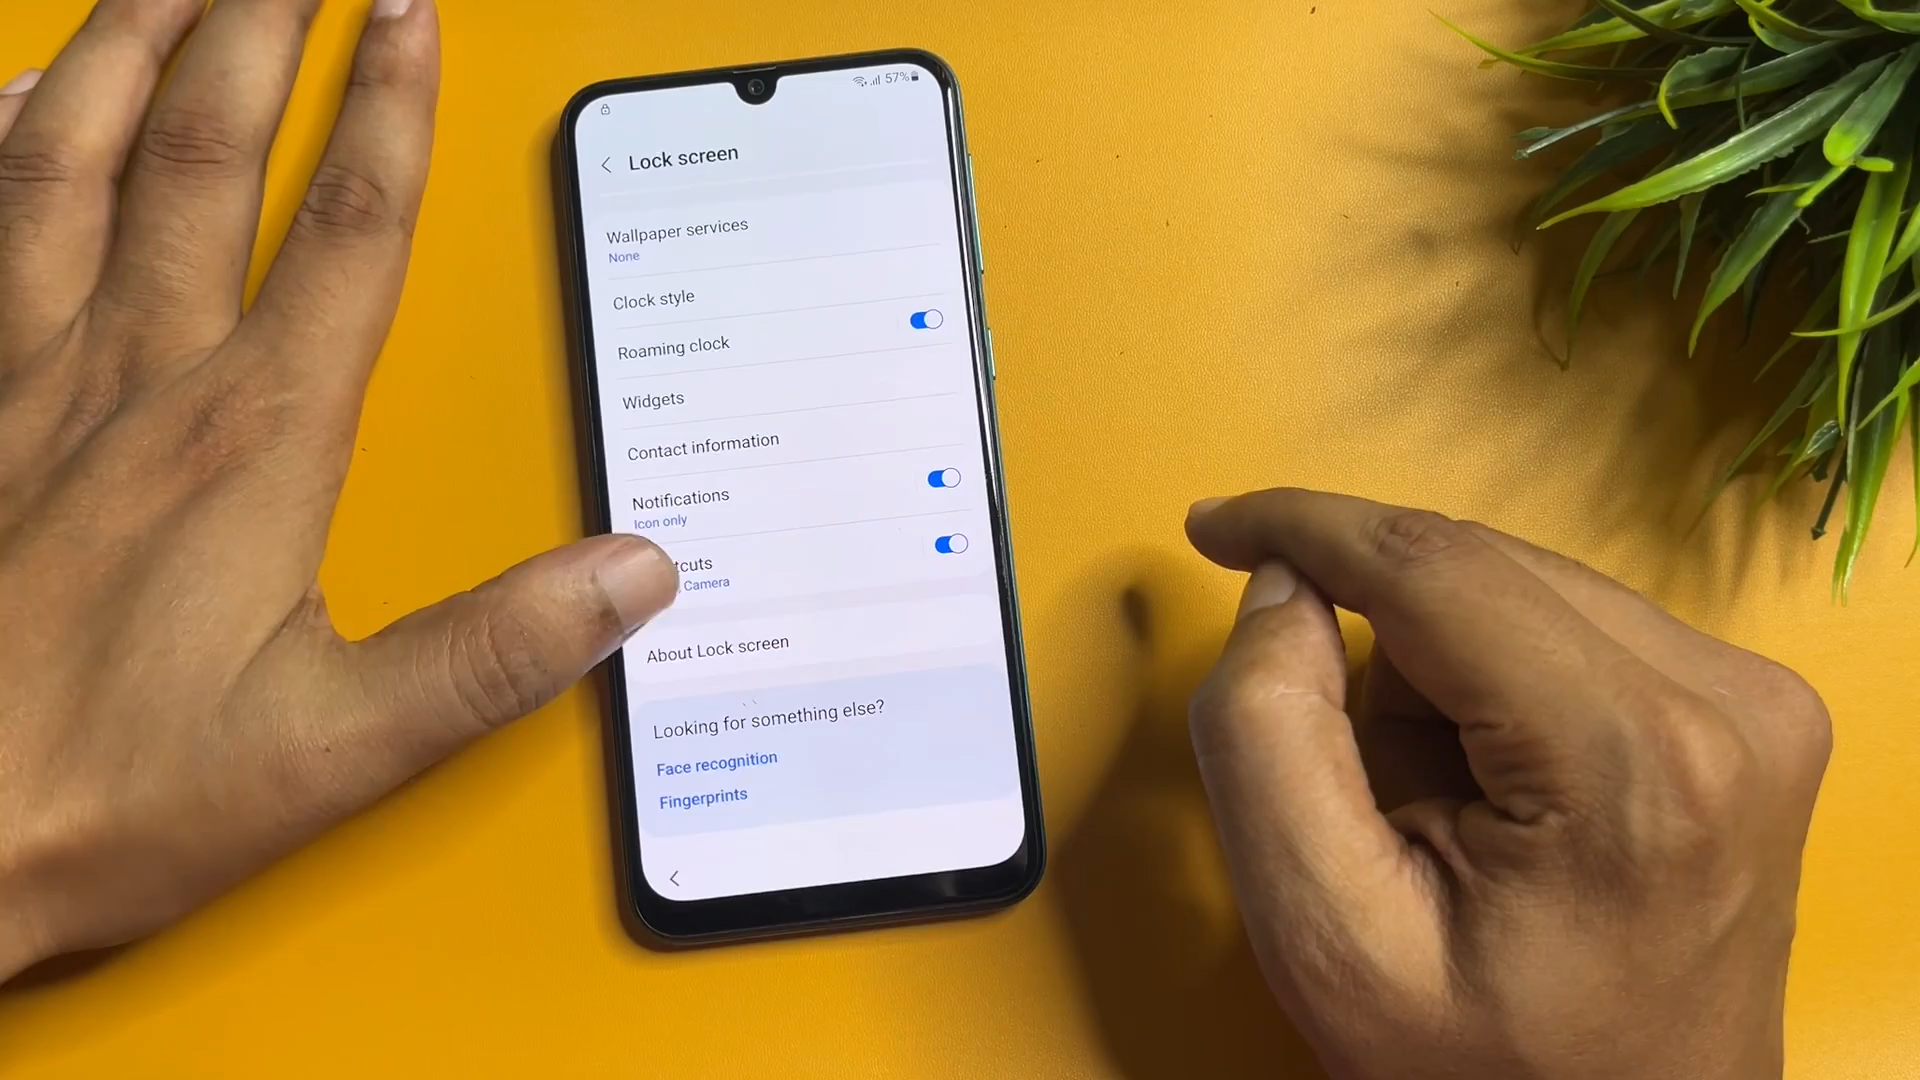 57%
Lock screen
Wallpaper services
None
Clock style
Roaming clock
Widgets
Contact information
Notifications
Icon only
tcuts
, Camera
About Lock screen
Looking for something else?
Face recognition
Fingerprints